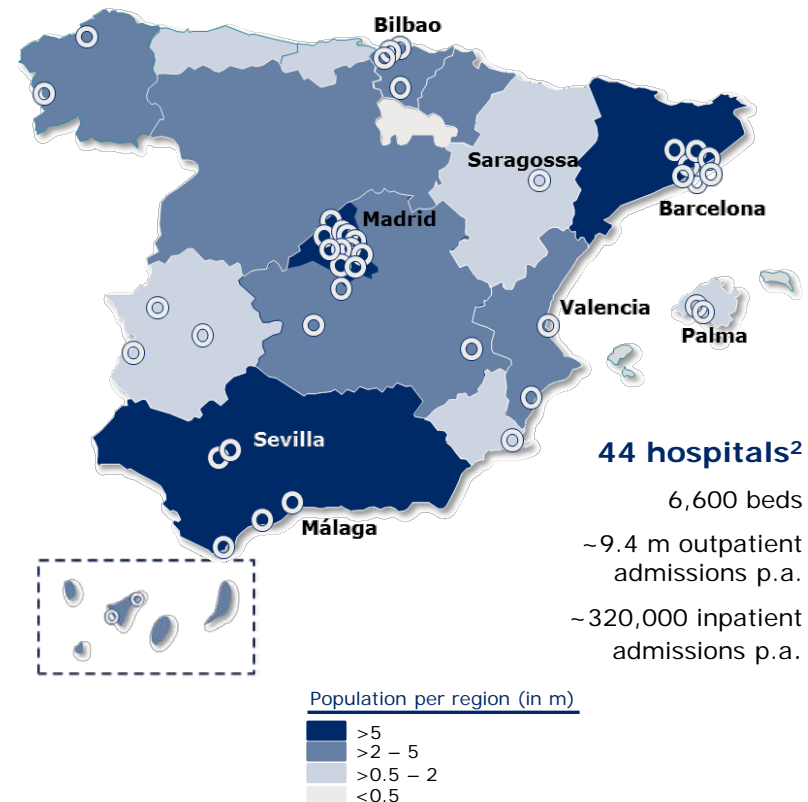 Bilbao
Saragossa
Madrid
Barcelona
Valencia
Palma
Sevilla
44 hospitals²
6,600 beds
Málaga
~9.4 m outpatient
admissions p.a.
~320,000 inpatient
admissions p.a.
Population per region (in m)
>5
>2 – 5
>0.5 – 2
<0.5